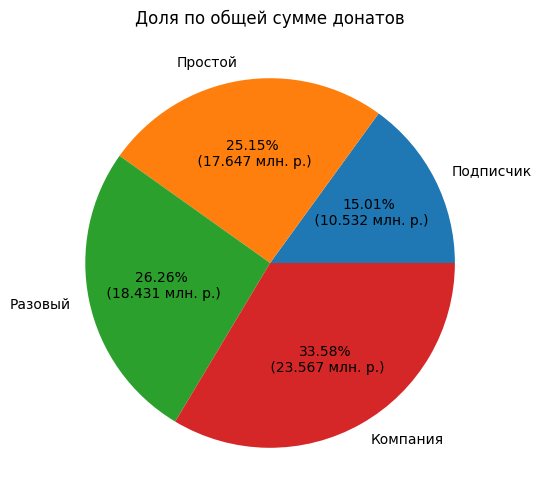 Доля по общей сумме донатов
Простой
25.15%
(17.647 млн. р.)
Подписчик
15.01%
(10.532 млн. р.)
26.26%
(18.431 млн. р.)
Разовый
33.58%
(23.567 млн. р.)
Компания